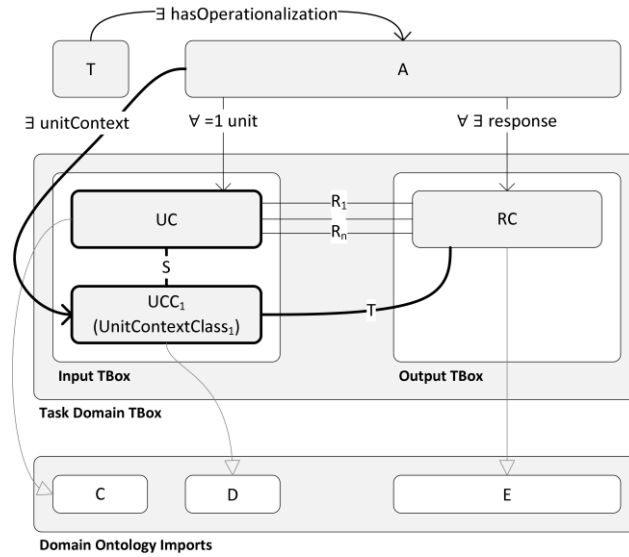 ∃ hasOperationalization
T
A
∃ unitContext
∀ =1 unit
∀ ∃ response
UC
R₁
Rₙ
RC
S
UCC₁
(UnitContextClass₁)
T
Input TBox
Output TBox
Task Domain TBox
C
D
E
Domain Ontology Imports